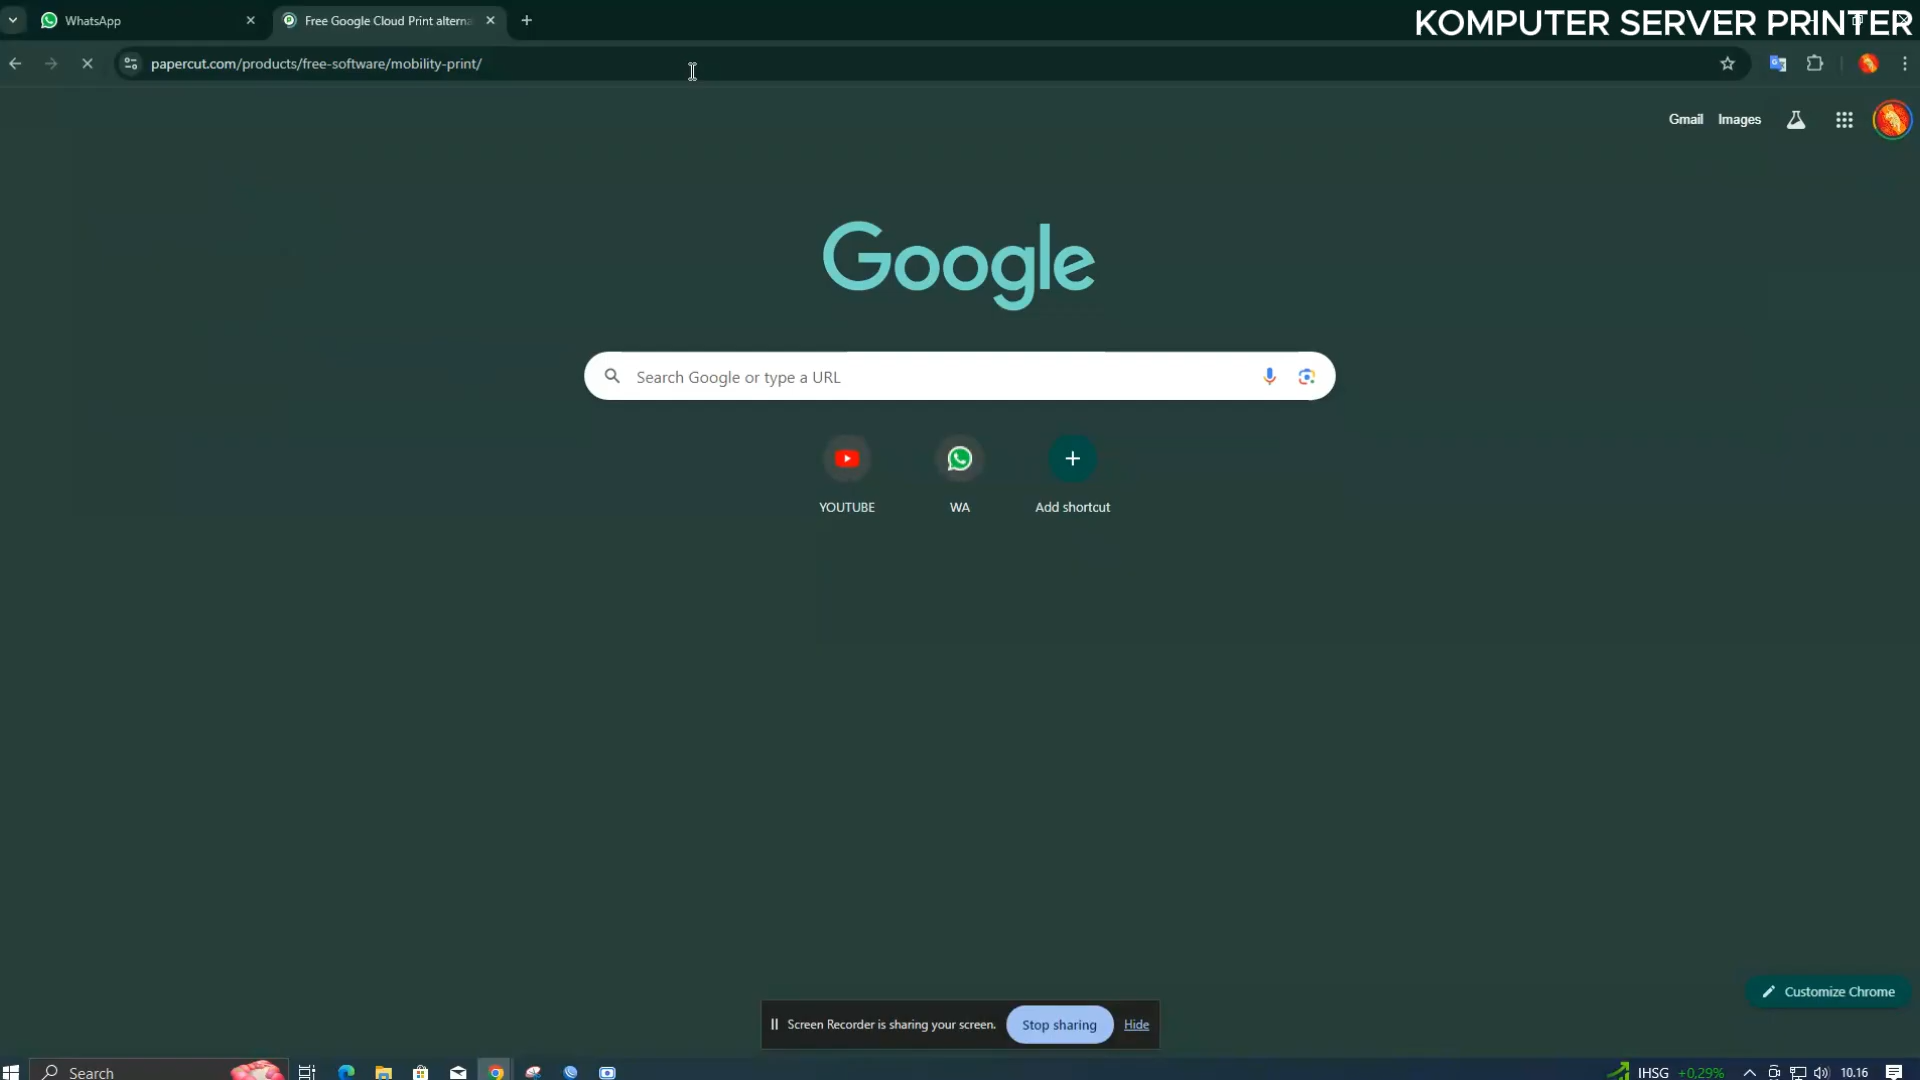 WhatsApp
Free Google Cloud Print alterna
KOMPUTER SERVER PRINTER
papercut.com/products/free-software/mobility-print/
Gmail Images
Google
Search Google or type a URL
YOUTUBE WA Add shortcut
Customize Chrome
Screen Recorder is sharing your screen. Stop sharing Hide
Search
IHSG +0,29% 10.16